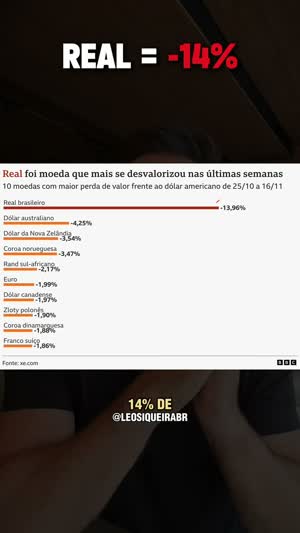 REAL = -14%
Real foi moeda que mais se desvalorizou nas últimas semanas
10 moedas com maior perda de valor frente ao dólar americano de 25/10 a 16/11
Real brasileiro
-13,96%
Dólar australiano
-4,25%
Dólar da Nova Zelândia
-3,54%
Coroa norueguesa
-3,47%
Rand sul-africano
-2,17%
Euro
-1,99%
Dólar canadense
-1,97%
Zloty polonês
-1,90%
Coroa dinamarquesa
-1,88%
Franco suíço
-1,86%
Fonte: xe.com
BBC
14% DE
@LEOSIQUEIRABR